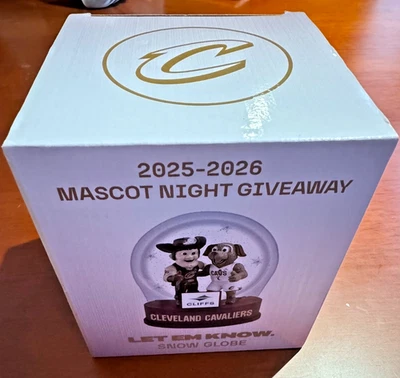 C
2025-2026
MASCOT NIGHT GIVEAWAY
CAVS
CLIFFS
CLEVELAND CAVALIERS
LET EM KNOW.
SNOW GLOBE